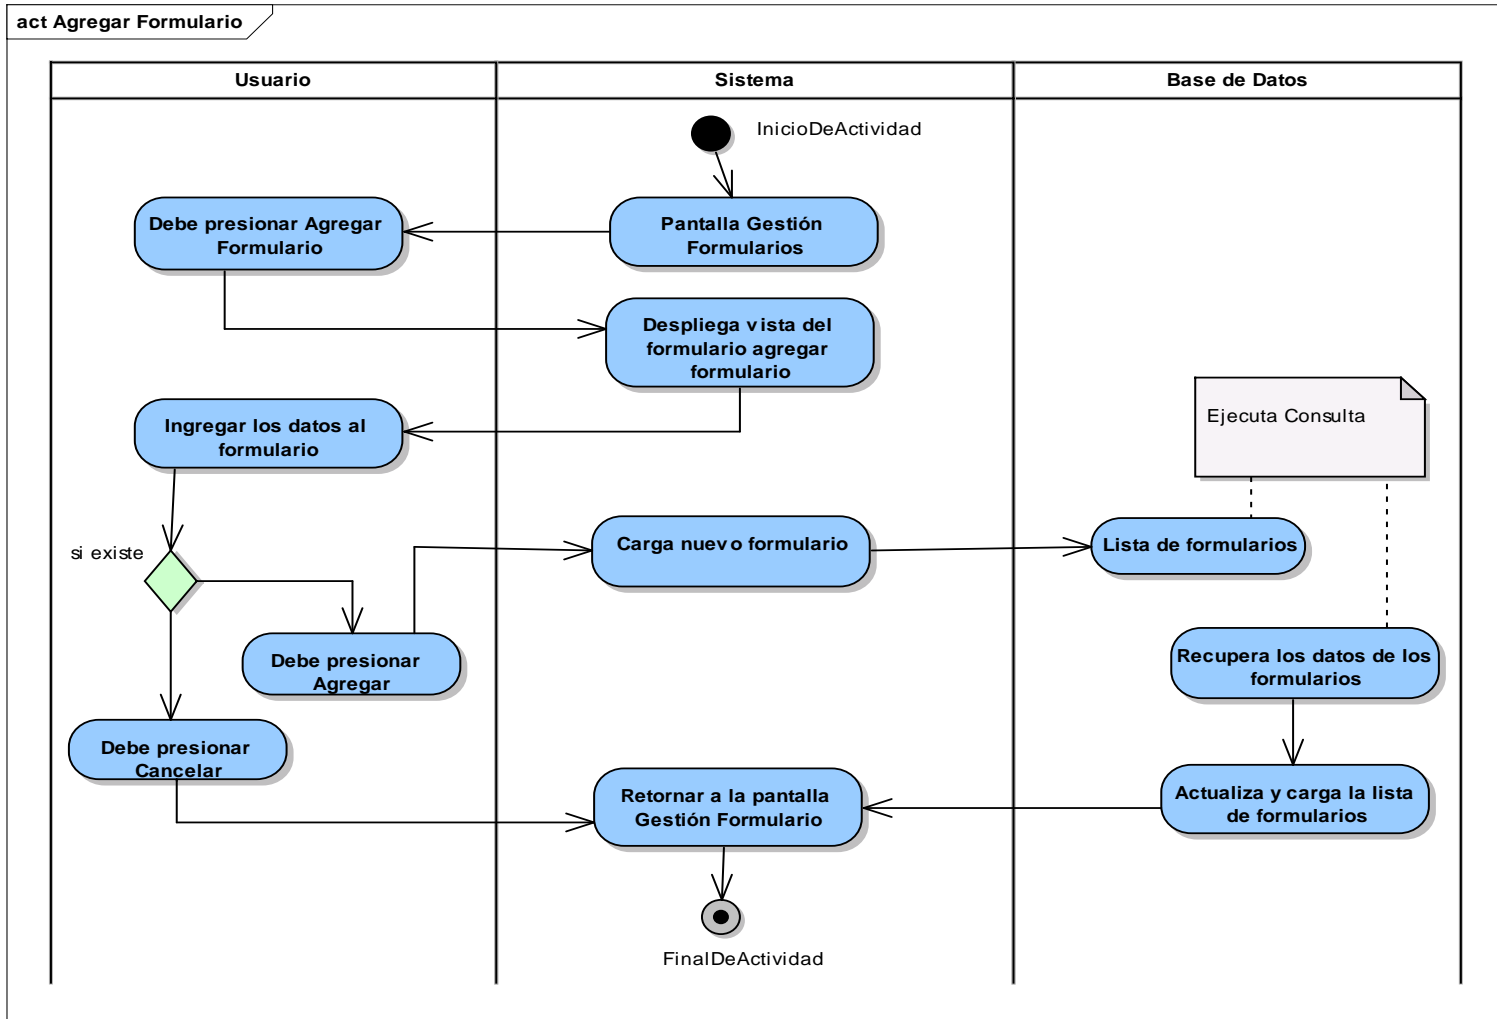 act Agregar Formulario
Usuario
Sistema
Base de Datos
InicioDeActividad
Debe presionar Agregar
Formulario
Pantalla Gestión
Formularios
Despliega vista del
formulario agregar
formulario
Ingregar los datos al
formulario
Ejecuta Consulta
si existe
Carga nuevo formulario
Lista de formularios
Debe presionar
Agregar
Recupera los datos de los
formularios
Debe presionar
Cancelar
Retornar a la pantalla
Gestión Formulario
Actualiza y carga la lista
de formularios
FinalDeActividad